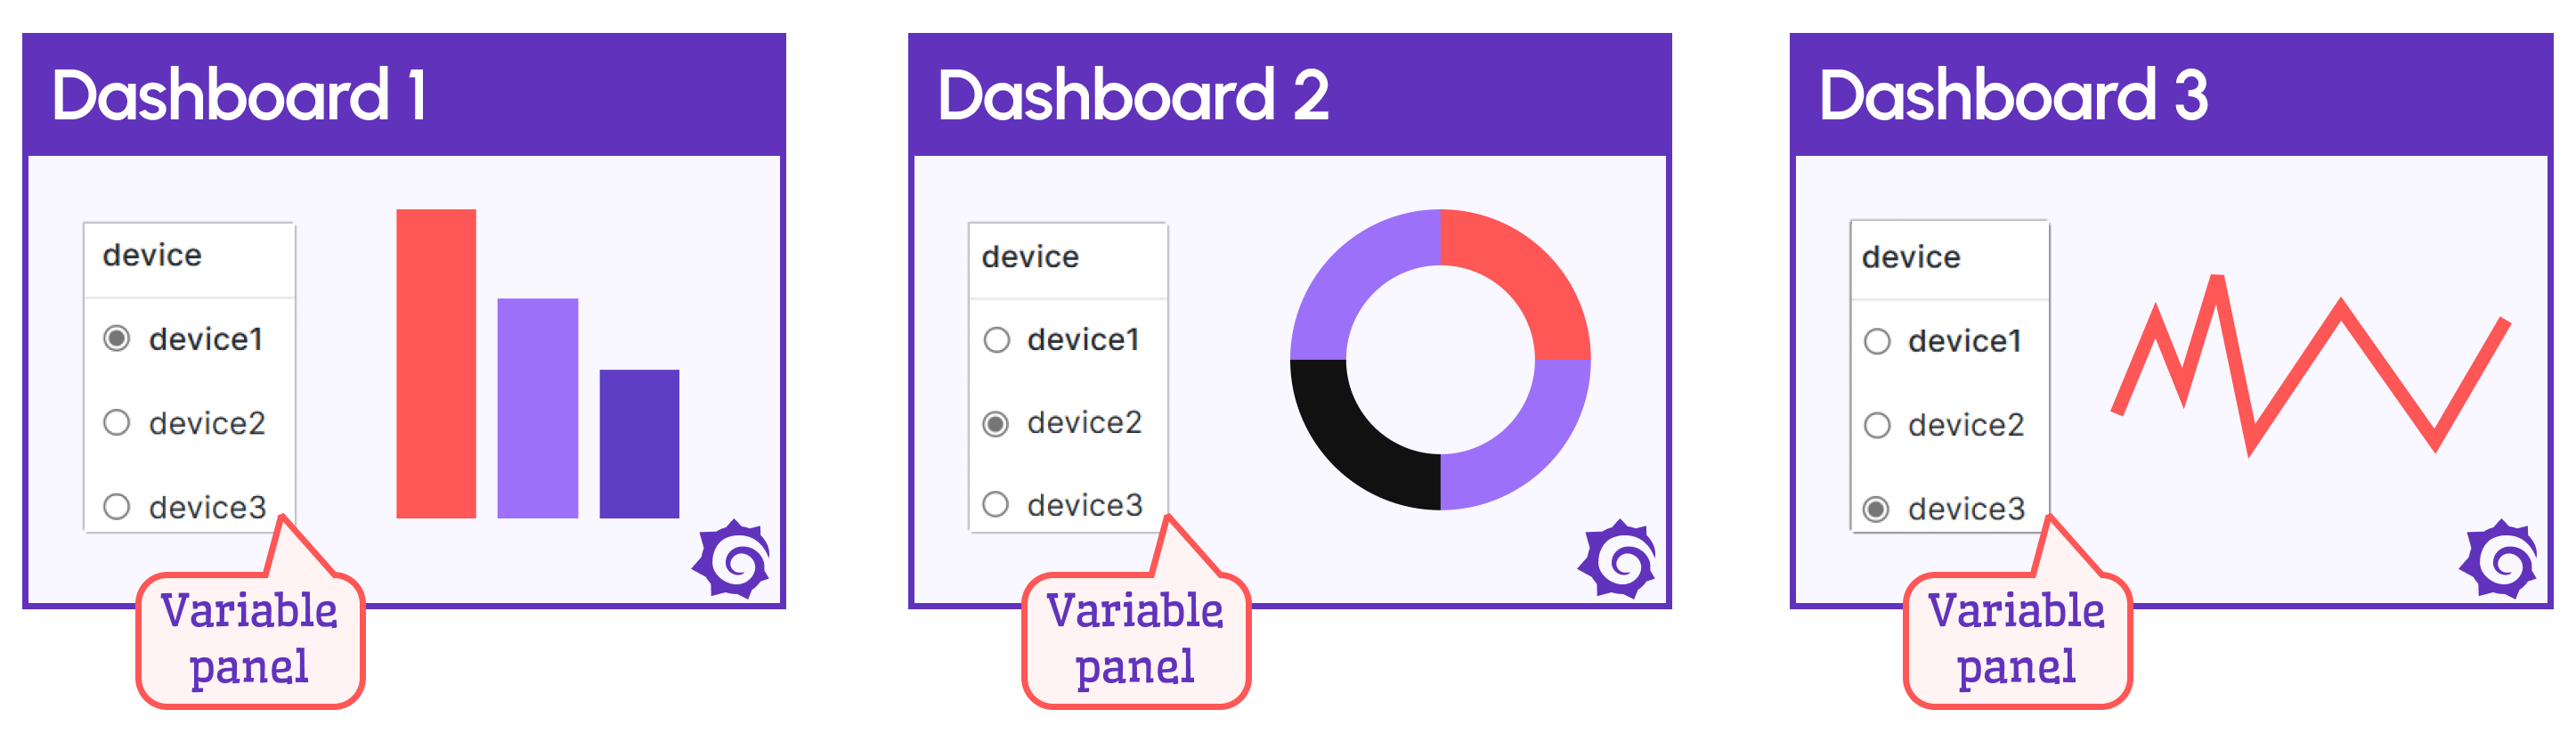 Dashboard 1
device
device1
device2
device3
Variable
panel
Dashboard 2
device
device1
device2
device3
Variable
panel
Dashboard 3
device
device1
device2
device3
Variable
panel